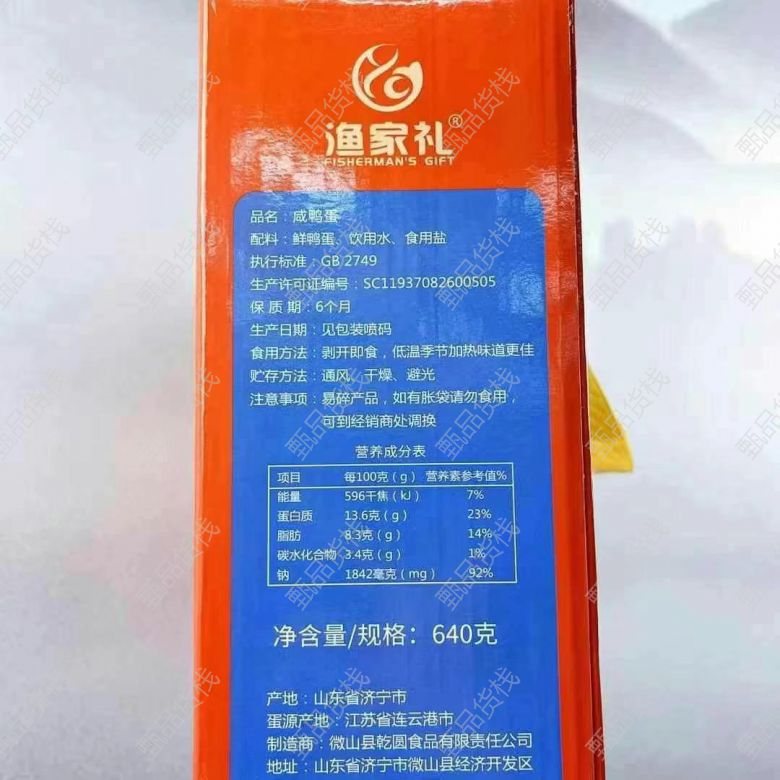 渔家礼®
FISHERMAN'S GIFT
品名：咸鸭蛋
配料：鲜鸭蛋、饮用水、食用盐
执行标准：GB 2749
生产许可证编号：SC11937082600505
保 质 期：6个月
生产日期：见包装喷码
食用方法：剥开即食，低温季节加热味道更佳
贮存方法：通风、干燥、避光
注意事项：易碎产品，如有胀袋请勿食用，
可到经销商处调换
营养成分表
项目 每100克（g） 营养素参考值%
能量 596千焦（kJ） 7%
蛋白质 13.6克（g） 23%
脂肪 8.3克（g） 14%
碳水化合物 3.4克（g） 1%
钠 1842毫克（mg） 92%
净含量/规格：640克
产地：山东省济宁市
蛋源产地：江苏省连云港市
制造商：微山县乾圆食品有限责任公司
地址：山东省济宁市微山县经济开发区
甄品货栈